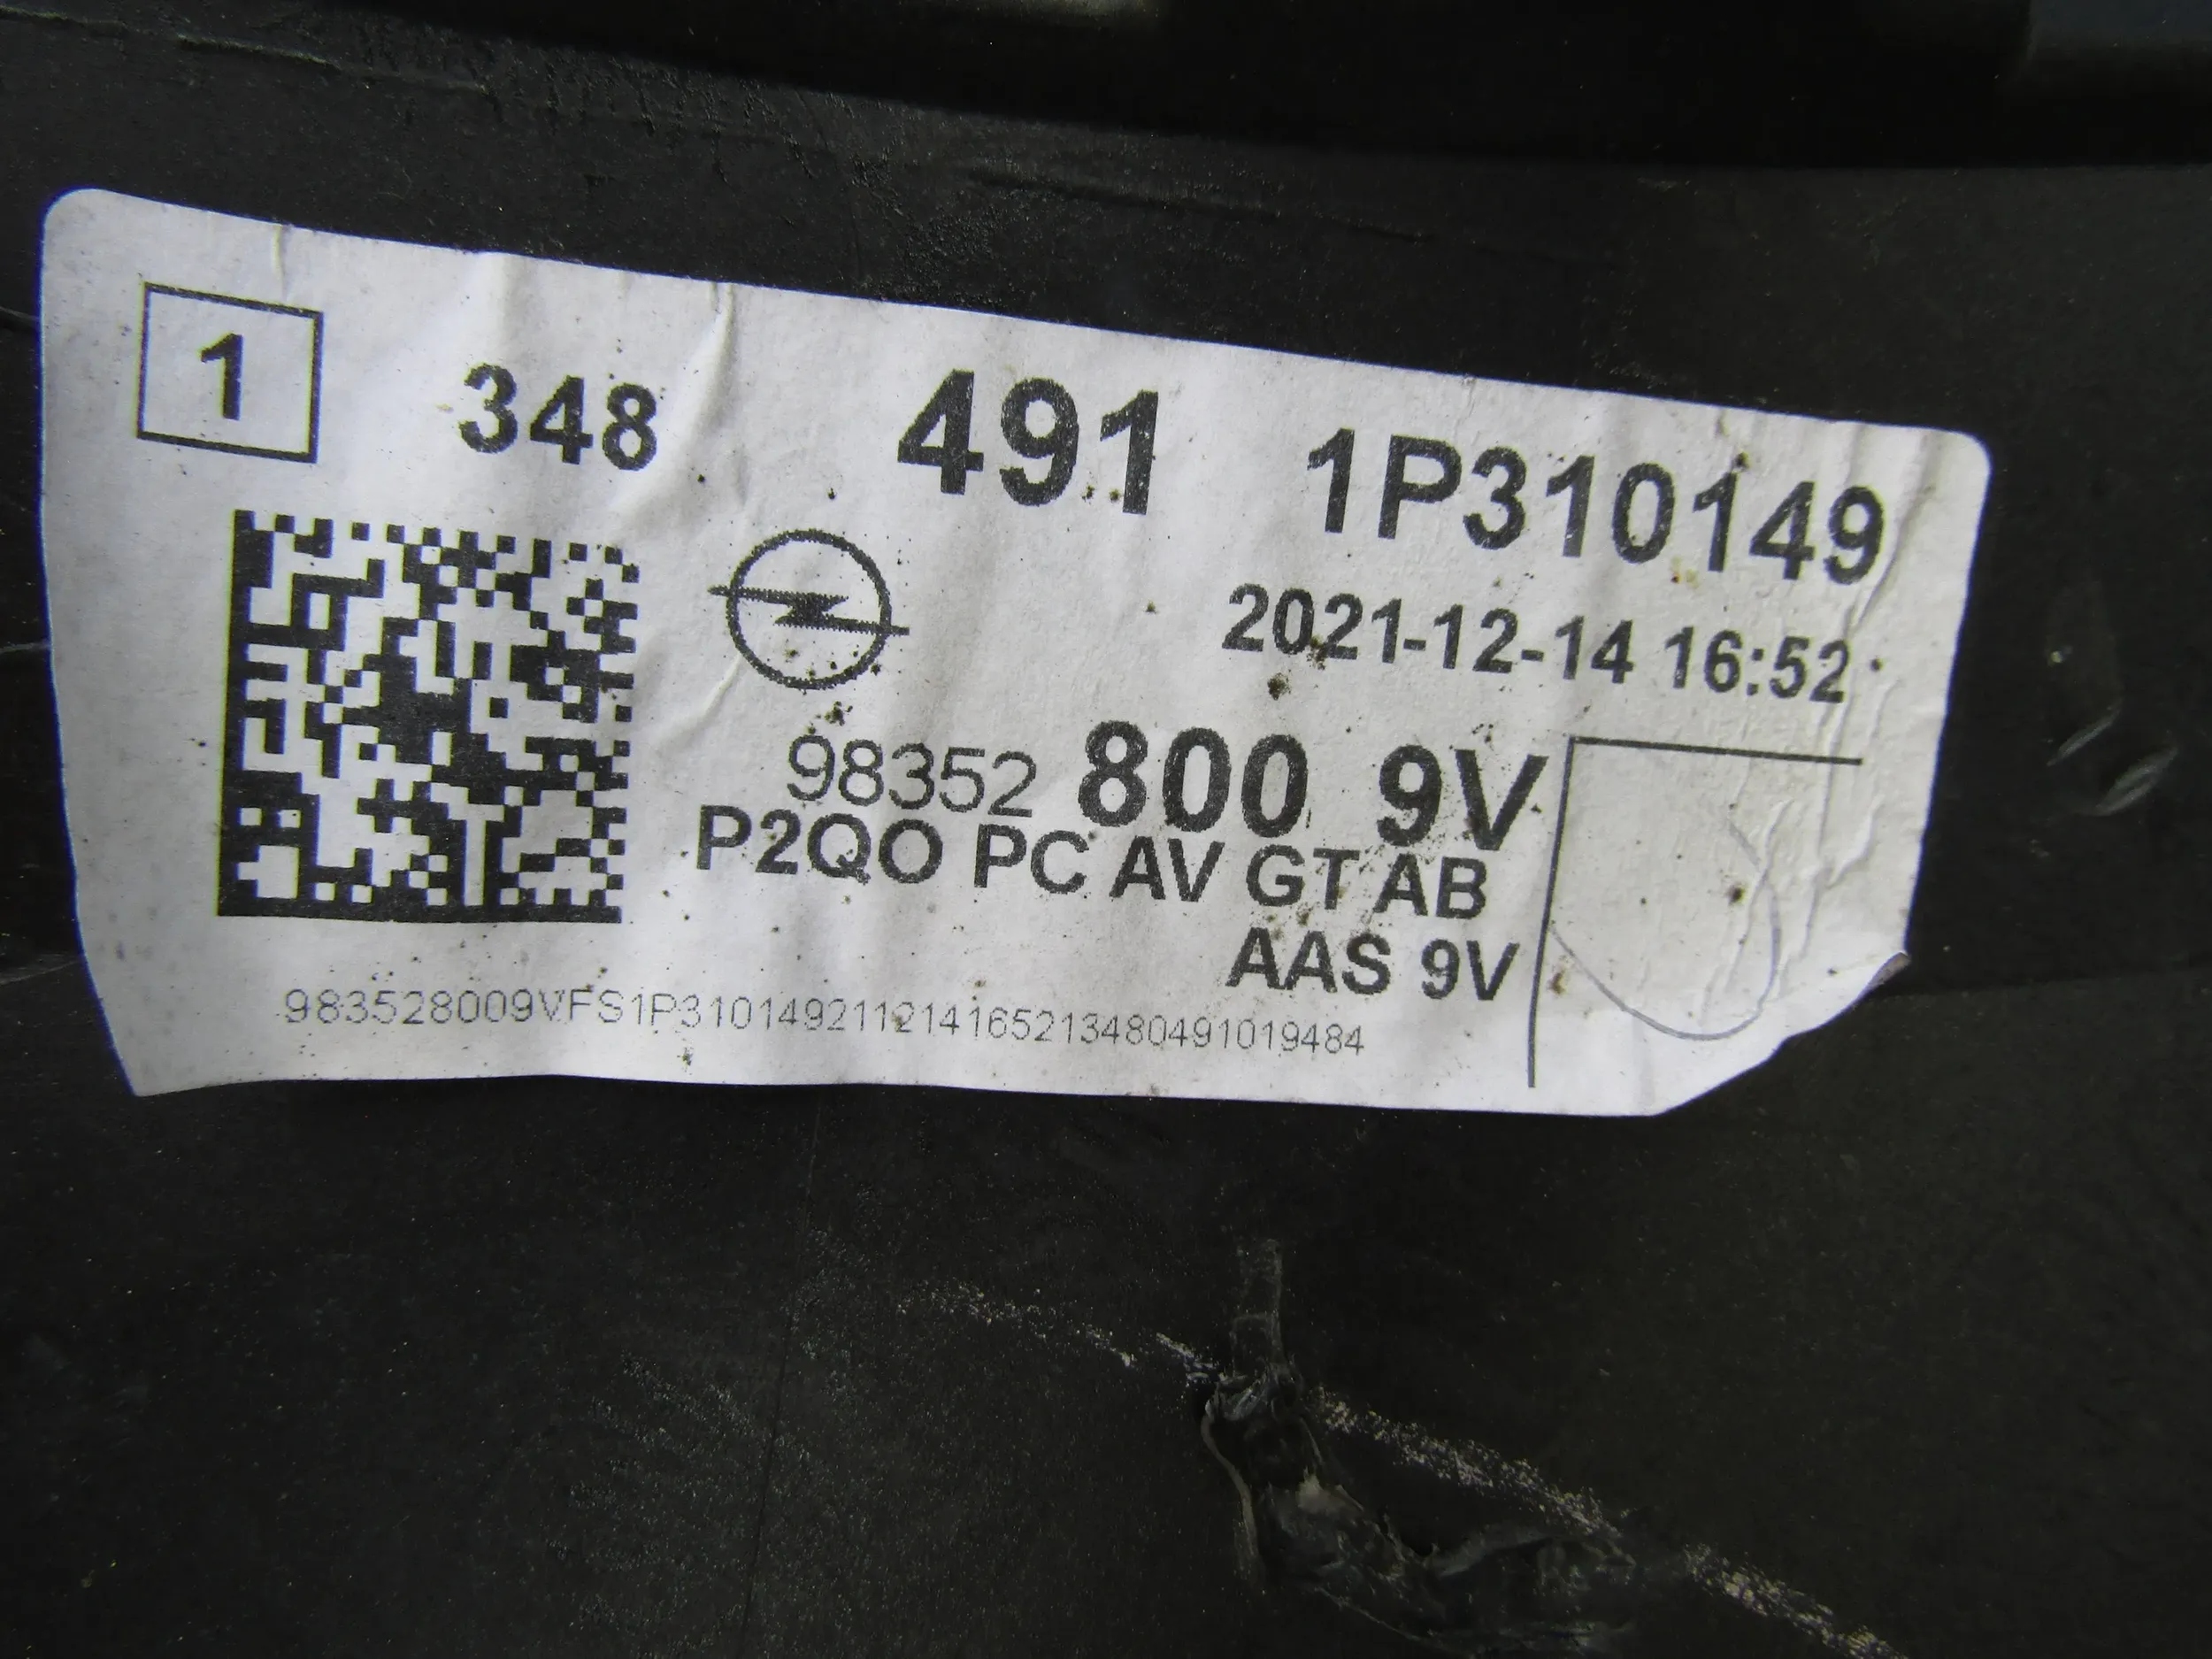 1 348 491 1P310149
2021-12-14 16:52
98352 800 9V
P2QO PC AV GT AB
AAS 9V
983528009VFS1P310149211214165213480491019484